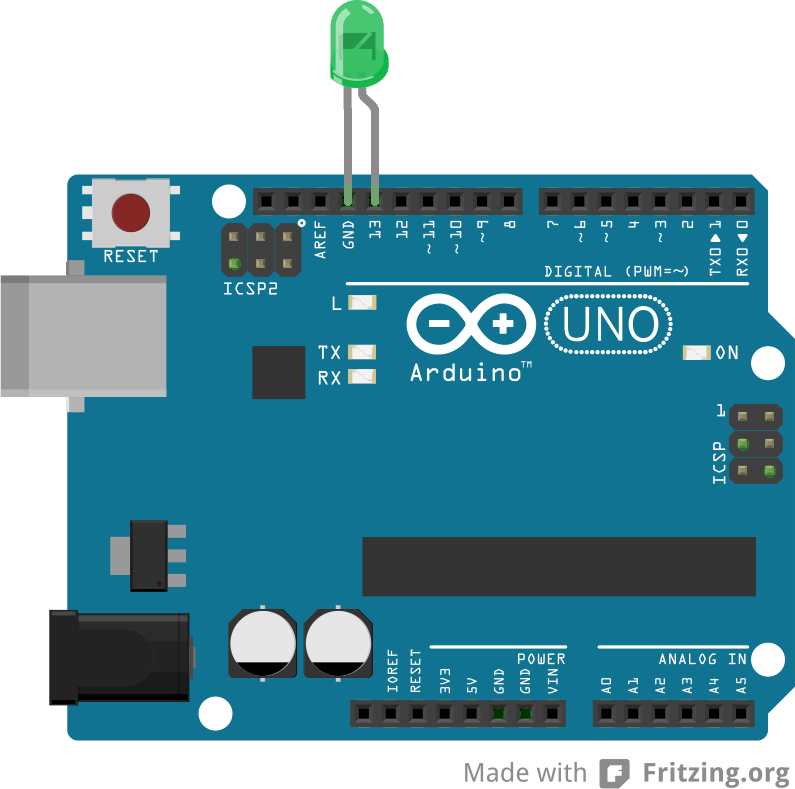 RESET
ICSP2
AREF
GND
13
12
~11
~10
~9
8
7
~6
~5
4
~3
2
TX0▶1
RX0◀0
DIGITAL (PWM=~)
L
TX
RX
UNO
Arduino™
ON
1
ICSP
POWER
ANALOG IN
IOREF
RESET
3V3
5V
GND
GND
VIN
A0
A1
A2
A3
A4
A5
Made with Fritzing.org